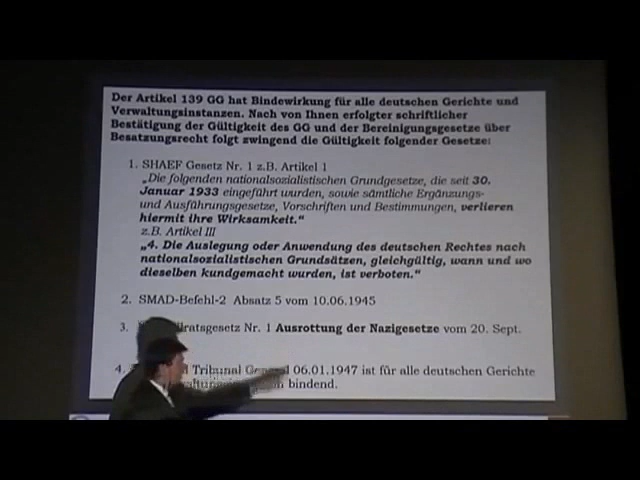 Der Artikel 139 GG hat Bindewirkung für alle deutschen Gerichte und
Verwaltungsinstanzen. Nach von Ihnen erfolgter schriftlicher
Bestätigung der Gültigkeit des GG und der Bereinigungsgesetze über
Besatzungsrecht folgt zwingend die Gültigkeit folgender Gesetze:
1. SHAEF Gesetz Nr. 1 z.B. Artikel 1
„Die folgenden nationalsozialistischen Grundgesetze, die seit 30.
Januar 1933 eingeführt wurden, sowie sämtliche Ergänzungs-
und Ausführungsgesetze, Vorschriften und Bestimmungen, verlieren
hiermit ihre Wirksamkeit.“
z.B. Artikel III
„4. Die Auslegung oder Anwendung des deutschen Rechtes nach
nationalsozialistischen Grundsätzen, gleichgültig, wann und wo
dieselben kundgemacht wurden, ist verboten.“
2. SMAD-Befehl-2 Absatz 5 vom 10.06.1945
3. Nr. 1 Ausrottung der Nazigesetze vom 20. Sept.
4. Tribunal 06.01.1947 ist für alle deutschen Gerichte
bindend.